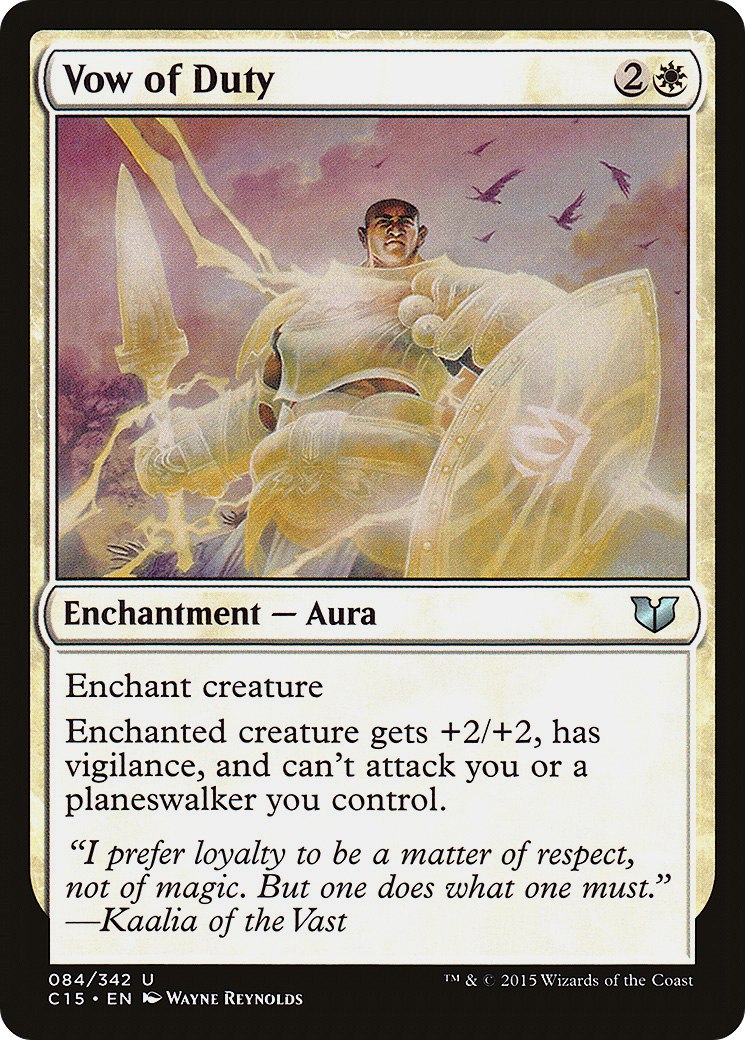 Vow of Duty 2
Enchantment — Aura
Enchant creature
Enchanted creature gets +2/+2, has
vigilance, and can't attack you or a
planeswalker you control.
“I prefer loyalty to be a matter of respect,
not of magic. But one does what one must.”
—Kaalia of the Vast
084/342 U
C15 • EN Wayne Reynolds
™ & © 2015 Wizards of the Coast